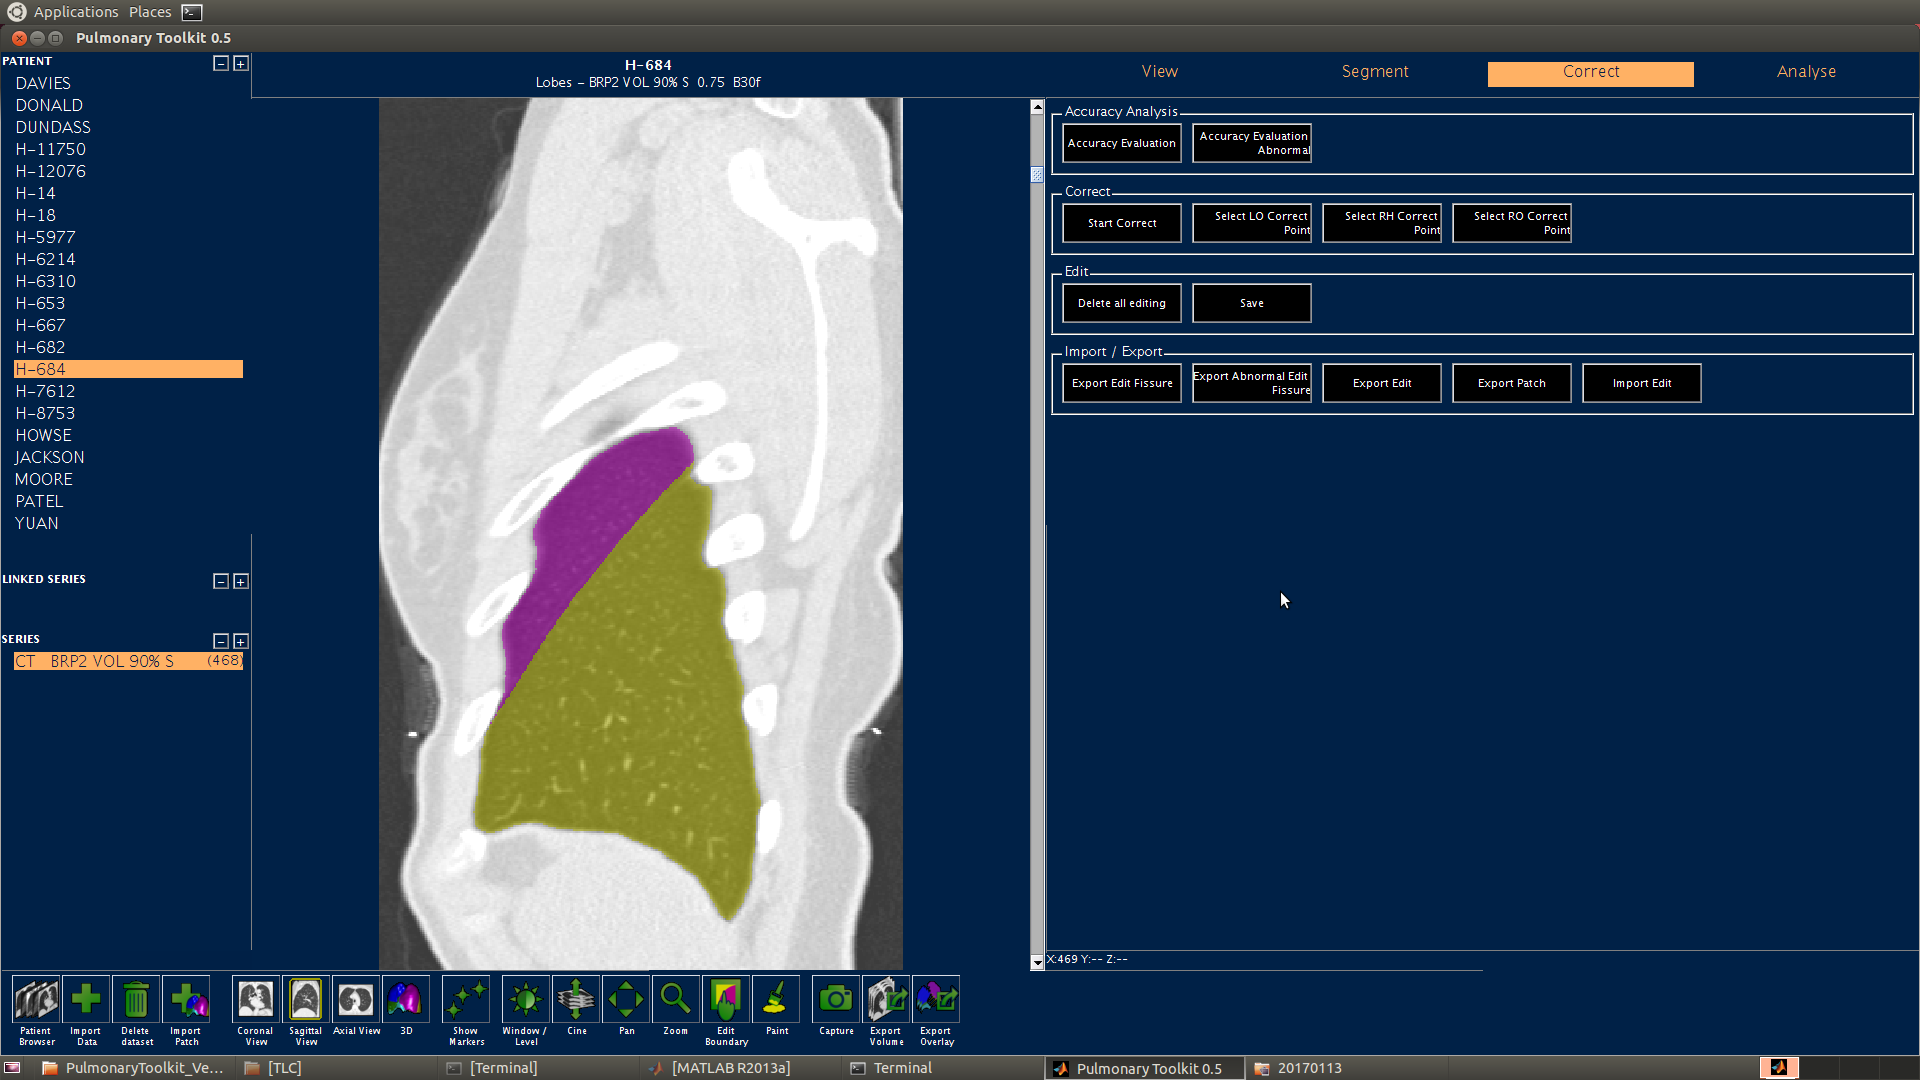 Applications Places
Pulmonary Toolkit 0.5
PATIENT
DAVIES
DONALD
DUNDASS
H-11750
H-12076
H-14
H-18
H-5977
H-6214
H-6310
H-653
H-667
H-682
H-684
H-7612
H-8753
HOWSE
JACKSON
MOORE
PATEL
YUAN
LINKED SERIES
SERIES
CT BRP2 VOL 90% S (468)
H-684
Lobes - BRP2 VOL 90% S 0.75 B30f
View Segment Correct Analyse
Accuracy Analysis
Accuracy Evaluation
Accuracy Evaluation
Abnormal
Correct
Start Correct
Select LO Correct
Point
Select RH Correct
Point
Select RO Correct
Point
Edit
Delete all editing
Save
Import / Export
Export Edit Fissure
Export Abnormal Edit
Fissure
Export Edit
Export Patch
Import Edit
X:469 Y:-- Z:--
Patient
Browser
Import
Data
Delete
dataset
Import
Patch
Coronal
View
Sagittal
View
Axial View
3D
Show
Markers
Window /
Level
Cine
Pan
Zoom
Edit
Boundary
Paint
Capture
Export
Volume
Export
Overlay
PulmonaryToolkit_Ve...
[TLC]
[Terminal]
[MATLAB R2013a]
Terminal
Pulmonary Toolkit 0.5
20170113